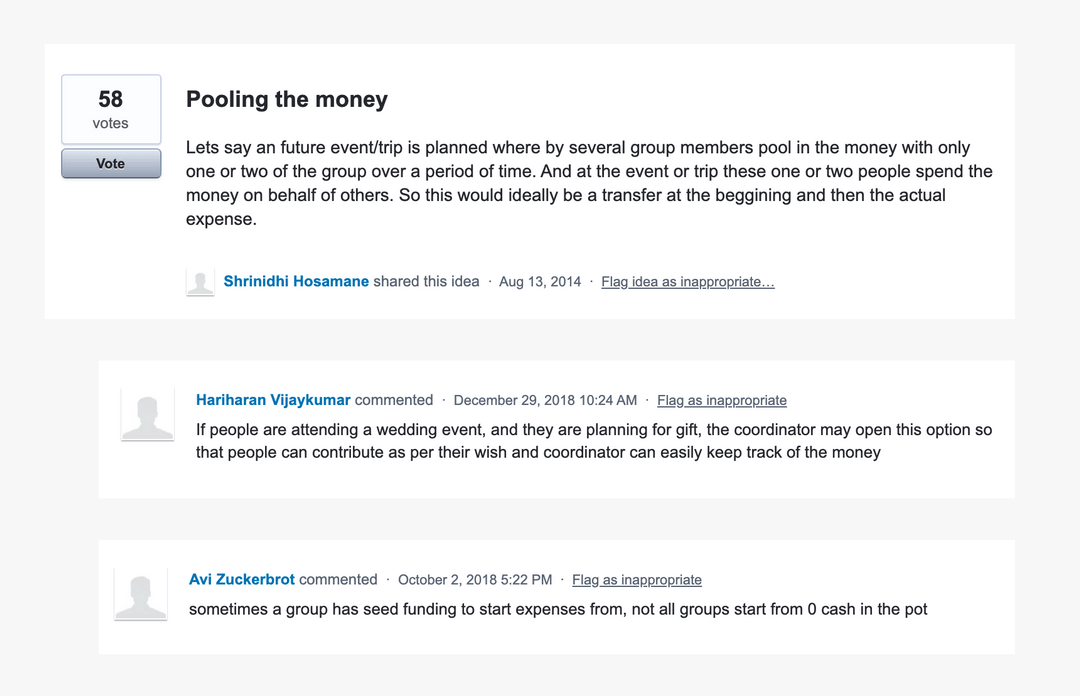 58
votes
Vote
Pooling the money
Lets say an future event/trip is planned where by several group members pool in the money with only
one or two of the group over a period of time. And at the event or trip these one or two people spend the
money on behalf of others. So this would ideally be a transfer at the beggining and then the actual
expense.
Shrinidhi Hosamane shared this idea · Aug 13, 2014 · Flag idea as inappropriate…
Hariharan Vijaykumar commented · December 29, 2018 10:24 AM · Flag as inappropriate
If people are attending a wedding event, and they are planning for gift, the coordinator may open this option so
that people can contribute as per their wish and coordinator can easily keep track of the money
Avi Zuckerbrot commented · October 2, 2018 5:22 PM · Flag as inappropriate
sometimes a group has seed funding to start expenses from, not all groups start from 0 cash in the pot